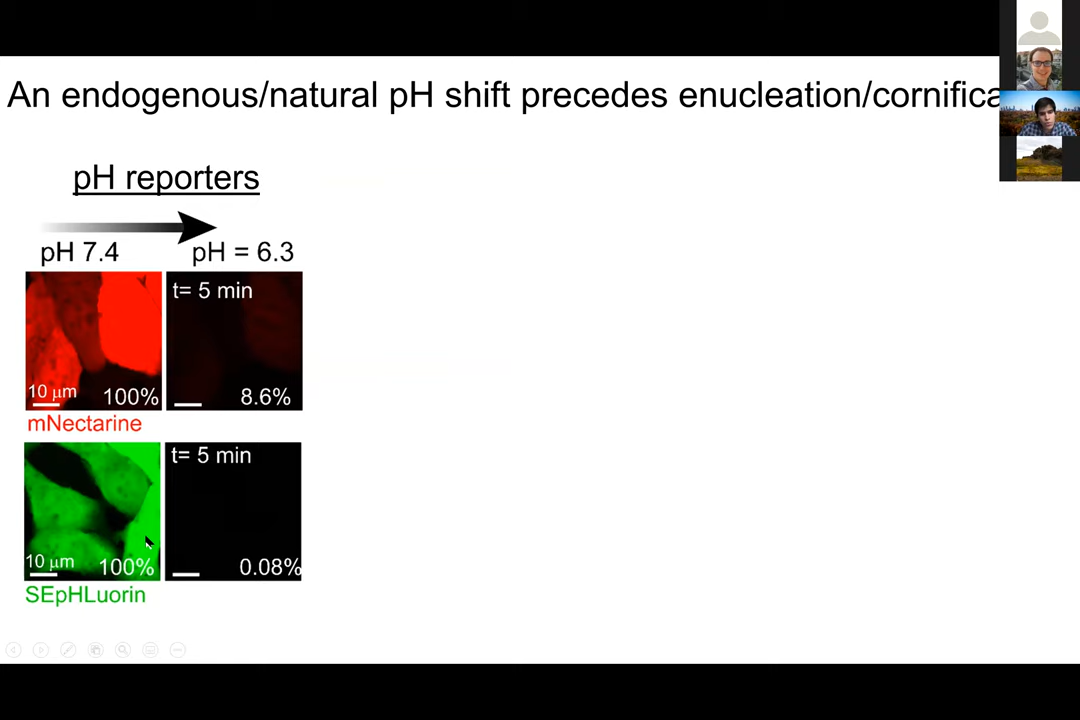 An endogenous/natural pH shift precedes enucleation/cornifica
pH reporters
pH 7.4
pH = 6.3
t= 5 min
10 μm
100%
8.6%
mNectarine
t= 5 min
10 μm
100%
0.08%
SEpHLuorin